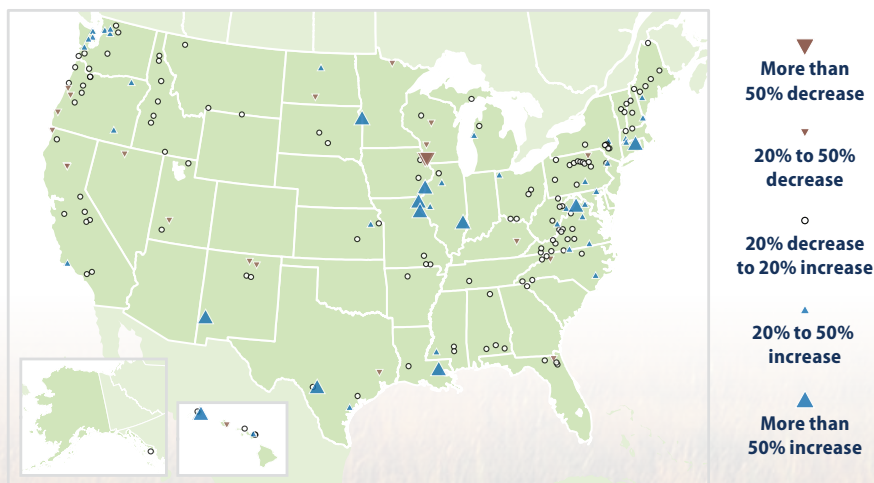 More than
50% decrease
20% to 50%
decrease
20% decrease
to 20% increase
20% to 50%
increase
More than
50% increase